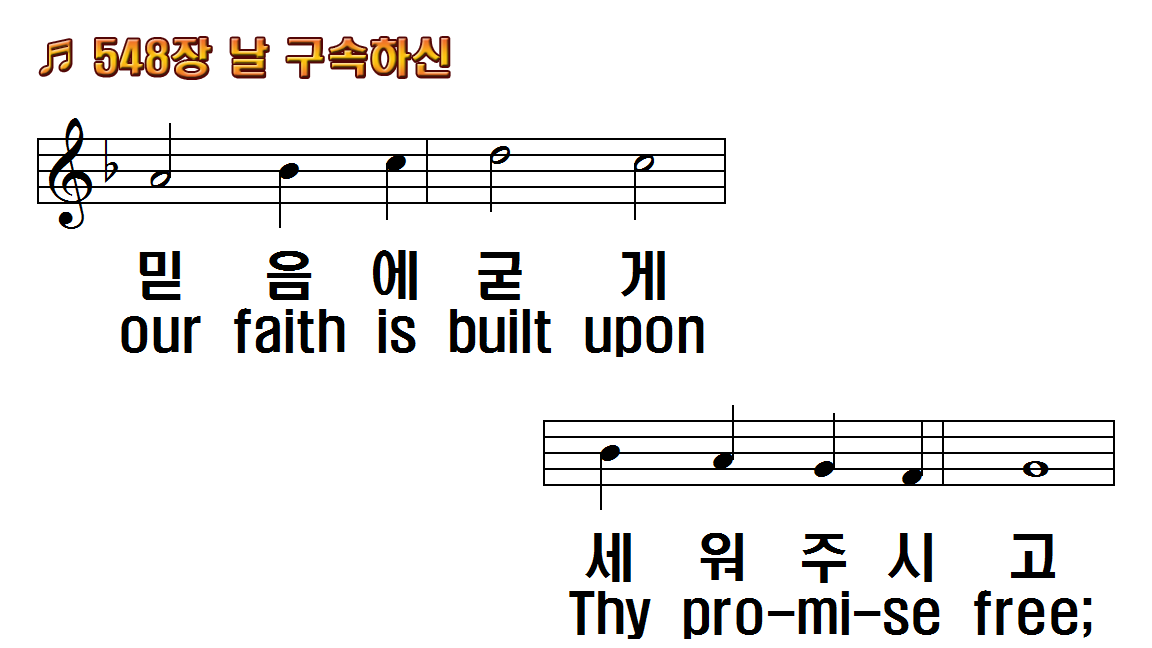 ♬ 548장 날 구속하신
믿 음 에 굳 게
our faith is built upon
세 워 주 시 고
Thy pro-mi-se free;